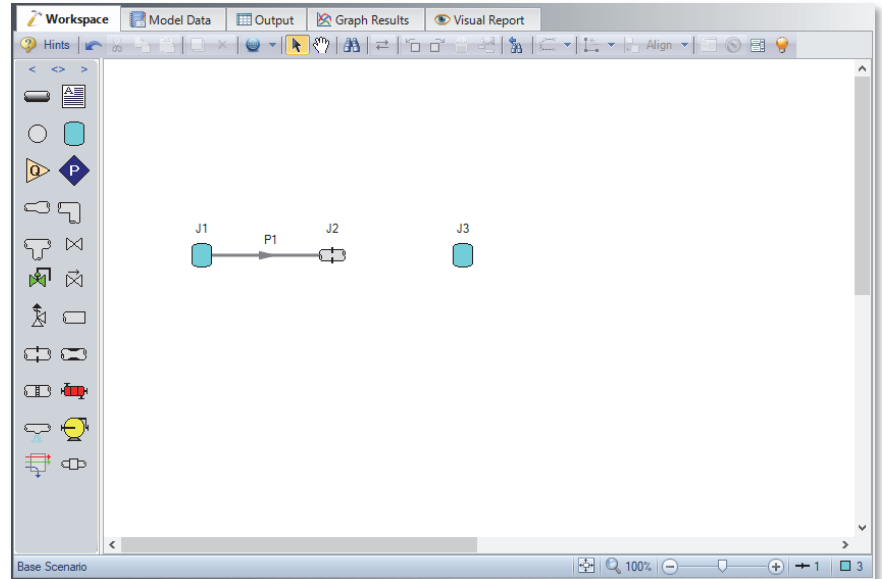 Workspace Model Data Output Graph Results Visual Report
Hints Align
< <> >
A
Q P
J1 P1 J2 J3
Base Scenario 100% 1 3